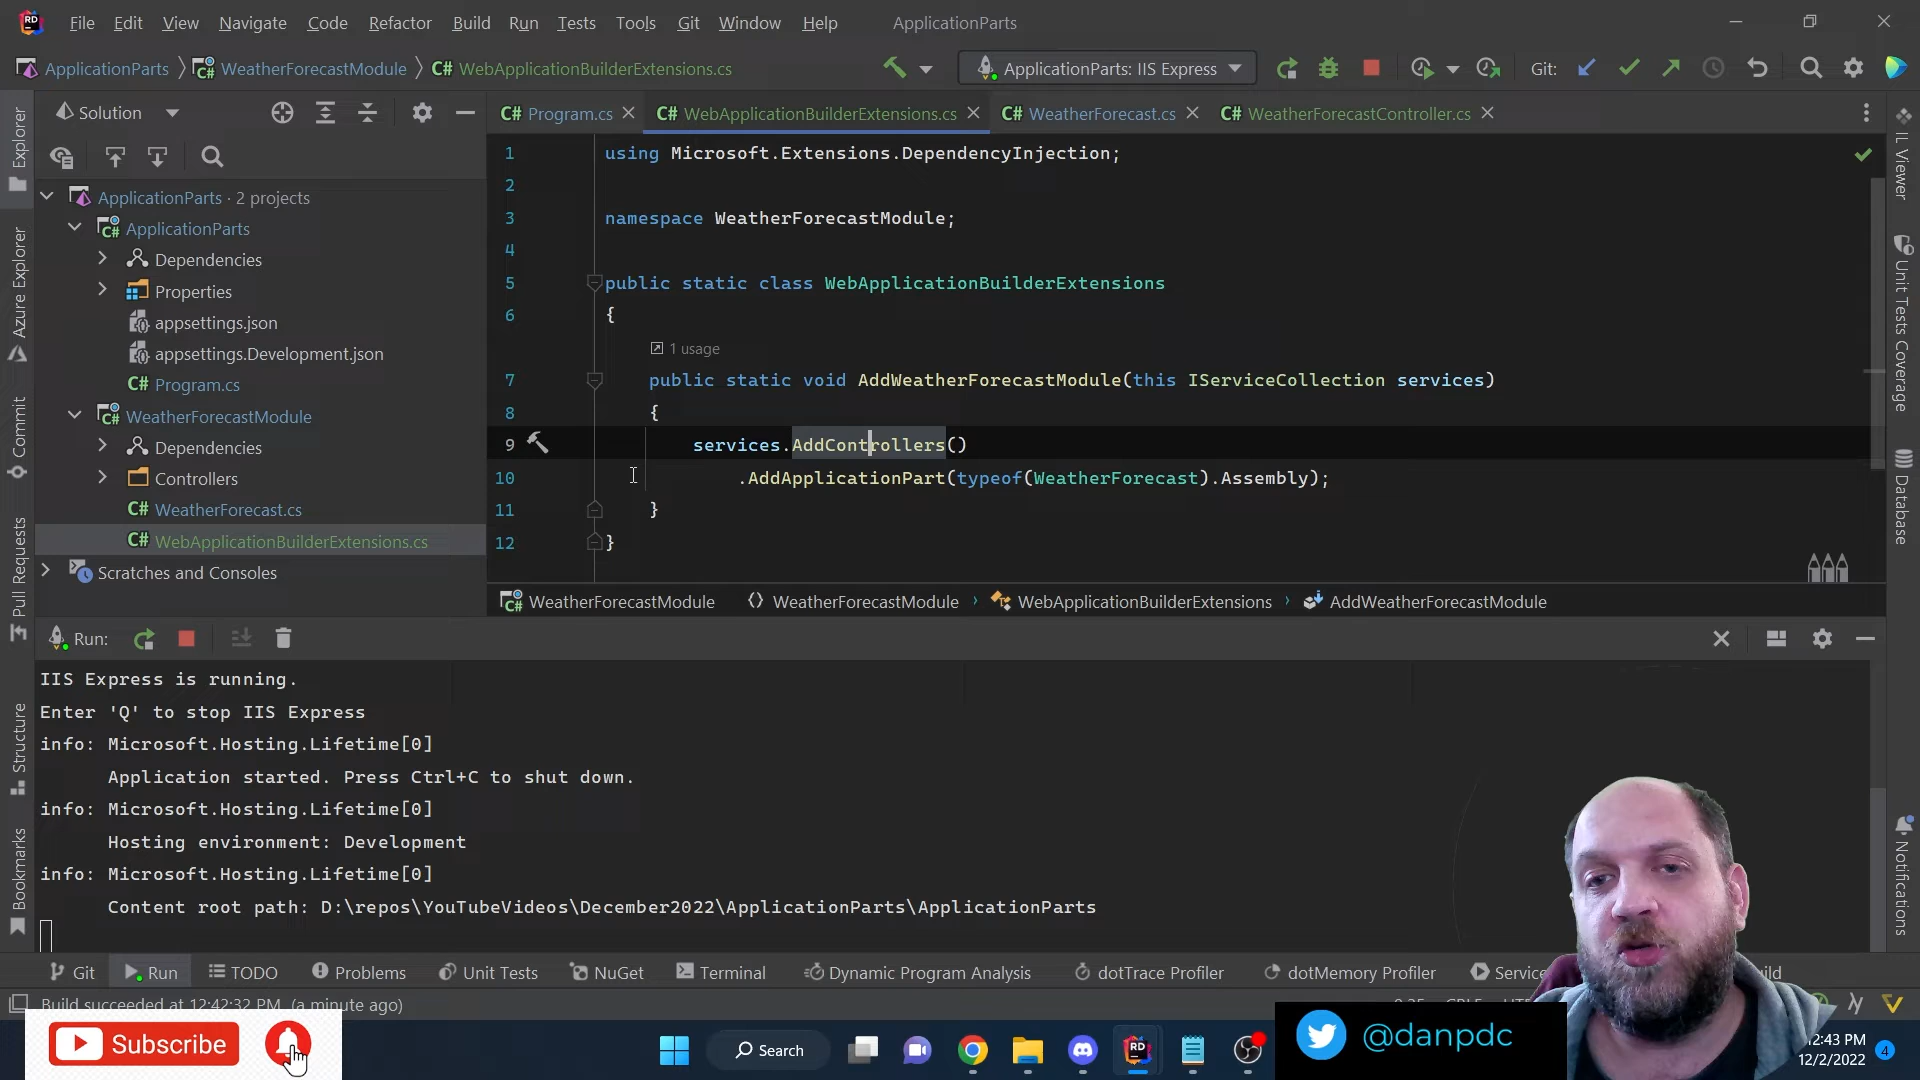 File Edit View Navigate Code Refactor Build Run Tests Tools Git Window Help ApplicationParts
ApplicationParts WeatherForecastModule C# WebApplicationBuilderExtensions.cs ApplicationParts: IIS Express Git:
Solution
C# Program.cs C# WebApplicationBuilderExtensions.cs C# WeatherForecast.cs C# WeatherForecastController.cs
Explorer
Azure Explorer
Commit
Pull Requests
Structure
Bookmarks
ApplicationParts · 2 projects
ApplicationParts
Dependencies
Properties
appsettings.json
appsettings.Development.json
C# Program.cs
WeatherForecastModule
Dependencies
Controllers
C# WeatherForecast.cs
C# WebApplicationBuilderExtensions.cs
Scratches and Consoles
1 using Microsoft.Extensions.DependencyInjection;
2
3 namespace WeatherForecastModule;
4
5 public static class WebApplicationBuilderExtensions
6 {
1 usage
7 public static void AddWeatherForecastModule(this IServiceCollection services)
8 {
9 services.AddControllers()
10 .AddApplicationPart(typeof(WeatherForecast).Assembly);
11 }
12 }
WeatherForecastModule WeatherForecastModule WebApplicationBuilderExtensions AddWeatherForecastModule
IL Viewer
Unit Tests Coverage
Database
Notifications
Run:
IIS Express is running.
Enter 'Q' to stop IIS Express
info: Microsoft.Hosting.Lifetime[0]
Application started. Press Ctrl+C to shut down.
info: Microsoft.Hosting.Lifetime[0]
Hosting environment: Development
info: Microsoft.Hosting.Lifetime[0]
Content root path: D:\repos\YouTubeVideos\December2022\ApplicationParts\ApplicationParts
Git Run TODO Problems Unit Tests NuGet Terminal Dynamic Program Analysis dotTrace Profiler dotMemory Profiler
Build succeeded at 12:42:32 PM (a minute ago)
Subscribe
Search
RD
@danpdc
12:43 PM
12/2/2022
4